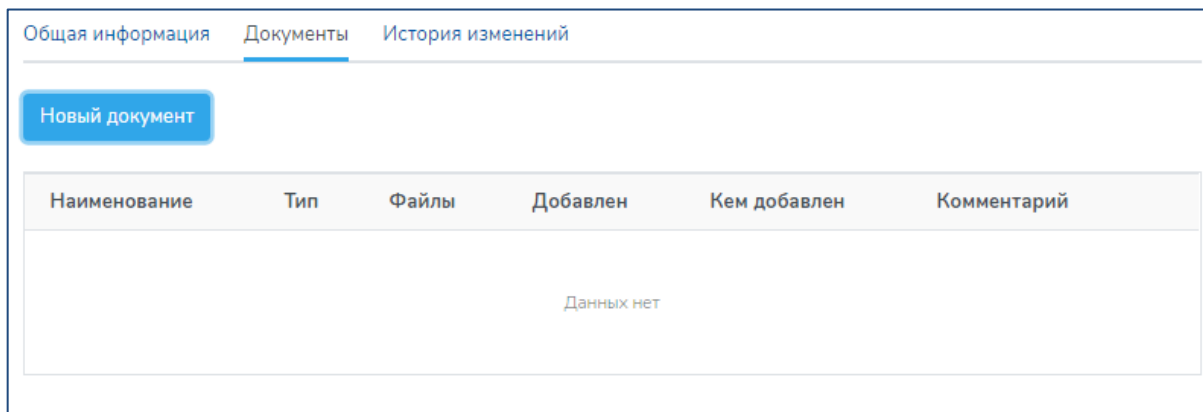 Общая информация Документы История изменений
Новый документ
Наименование Тип Файлы Добавлен Кем добавлен Комментарий
Данных нет